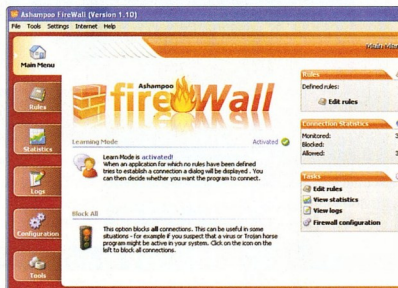 Ashampoo FireWall (Version 1.10)
File Tools Settings Internet Help
Main Menu
Rules
Statistics
Logs
Configuration
Tools
Ashampoo
fireWall
Learning Mode
Activated
Learn Mode is activated!
When an application for no rules have been defined
tries to establish a connection a dialog will be displayed . You
can then decide whether you want the program to connect.
Block All
This option blocks all connections. This can be useful in some
situations - for example if you suspect that a virus or Trojan horse
program might be active in your system. Click on the icon on the
left to block all connections.
Rules
Defined rules:
Edit rules
Connection Statistics
Monitored: 3
Blocked:
Allowed: 3
Tasks
Edit rules
View statistics
View logs
Firewall configuration